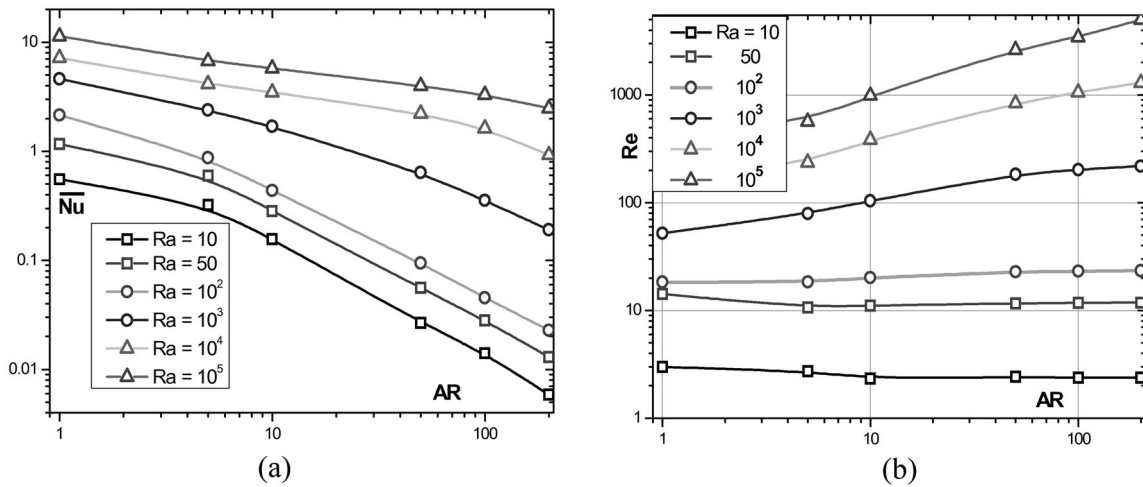 10
1
0.1
0.01
N̅u̅
Ra = 10
Ra = 50
Ra = 10²
Ra = 10³
Ra = 10⁴
Ra = 10⁵
AR
1
10
100
(a)
Ra = 10
50
10²
10³
10⁴
10⁵
1000
100
10
1
Re
AR
1
10
100
(b)